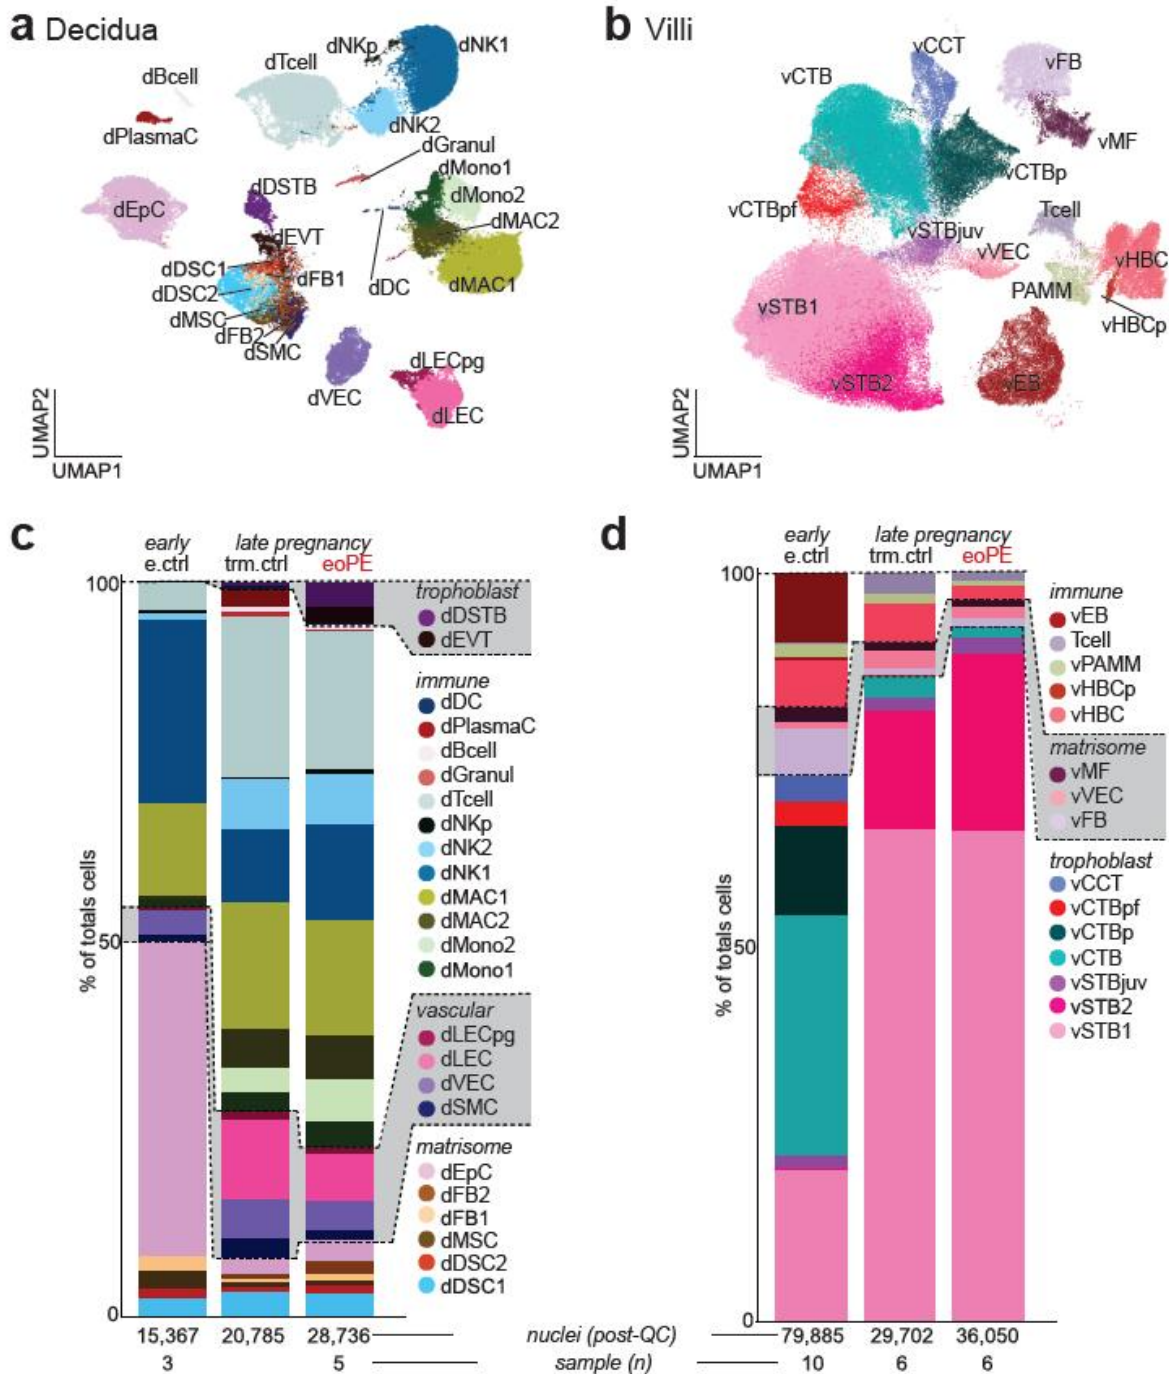 a Decidua
dNKp
dNK1
dTcell
dBcell
dPlasmaC
dNK2
dGranul
dMono1
dMono2
dDSTB
dEpC
dMAC2
dEVT
dDSC1
dFB1
dDSC2
dDC
dMAC1
dMSC
dFB2
dSMC
dLECpg
dVEC
dLEC
UMAP2
UMAP1
b Villi
vCCT
vFB
vCTB
vMF
vCTBp
vCTBpf
Tcell
vSTBjuv
vVEC
vHBC
PAMM
vSTB1
vHBCp
vSTB2
vEB
UMAP2
UMAP1
c
early
late pregnancy
e.ctrl
trm.ctrl
eoPE
100
50
0
% of totals cells
trophoblast
dDSTB
dEVT
immune
dDC
dPlasmaC
dBcell
dGranul
dTcell
dNKp
dNK2
dNK1
dMAC1
dMAC2
dMono2
dMono1
vascular
dLECpg
dLEC
dVEC
dSMC
matrisome
dEpC
dFB2
dFB1
dMSC
dDSC2
dDSC1
15,367 20,785 28,736
3 5
nuclei (post-QC)
sample (n)
d
early
late pregnancy
e.ctrl
trm.ctrl
eoPE
100
50
0
% of totals cells
immune
vEB
Tcell
vPAMM
vHBCp
vHBC
matrisome
vMF
vVEC
vFB
trophoblast
vCCT
vCTBpf
vCTBp
vCTB
vSTBjuv
vSTB2
vSTB1
79,885 29,702 36,050
10 6 6